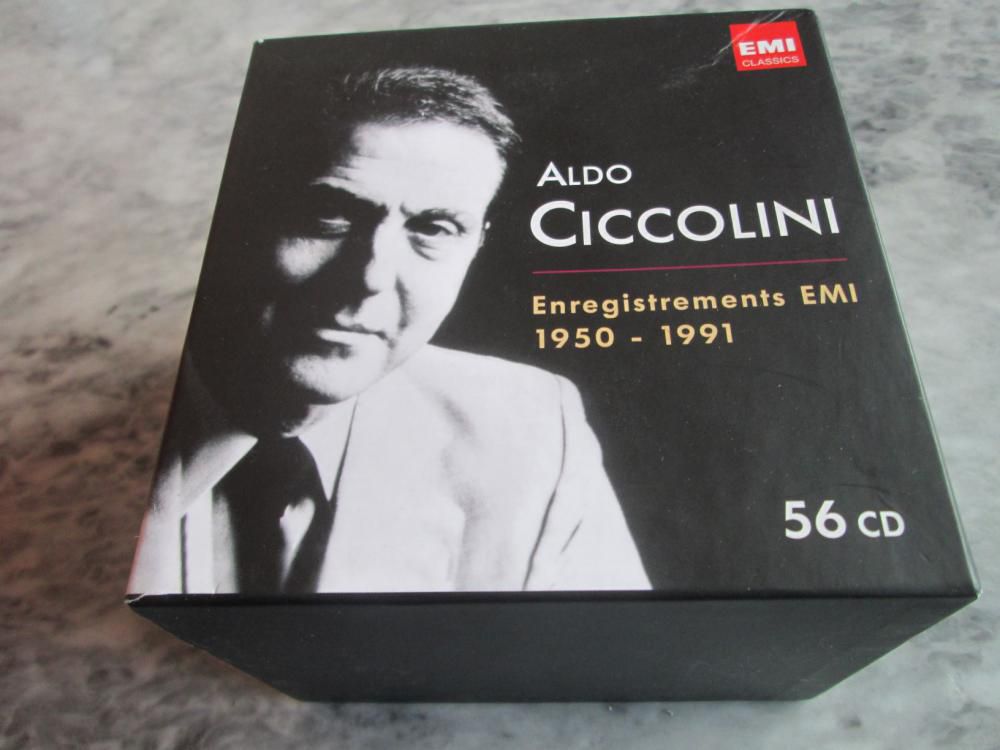 EMI
CLASSICS
ALDO
CICCOLINI
Enregistrements EMI
1950 - 1991
56 CD